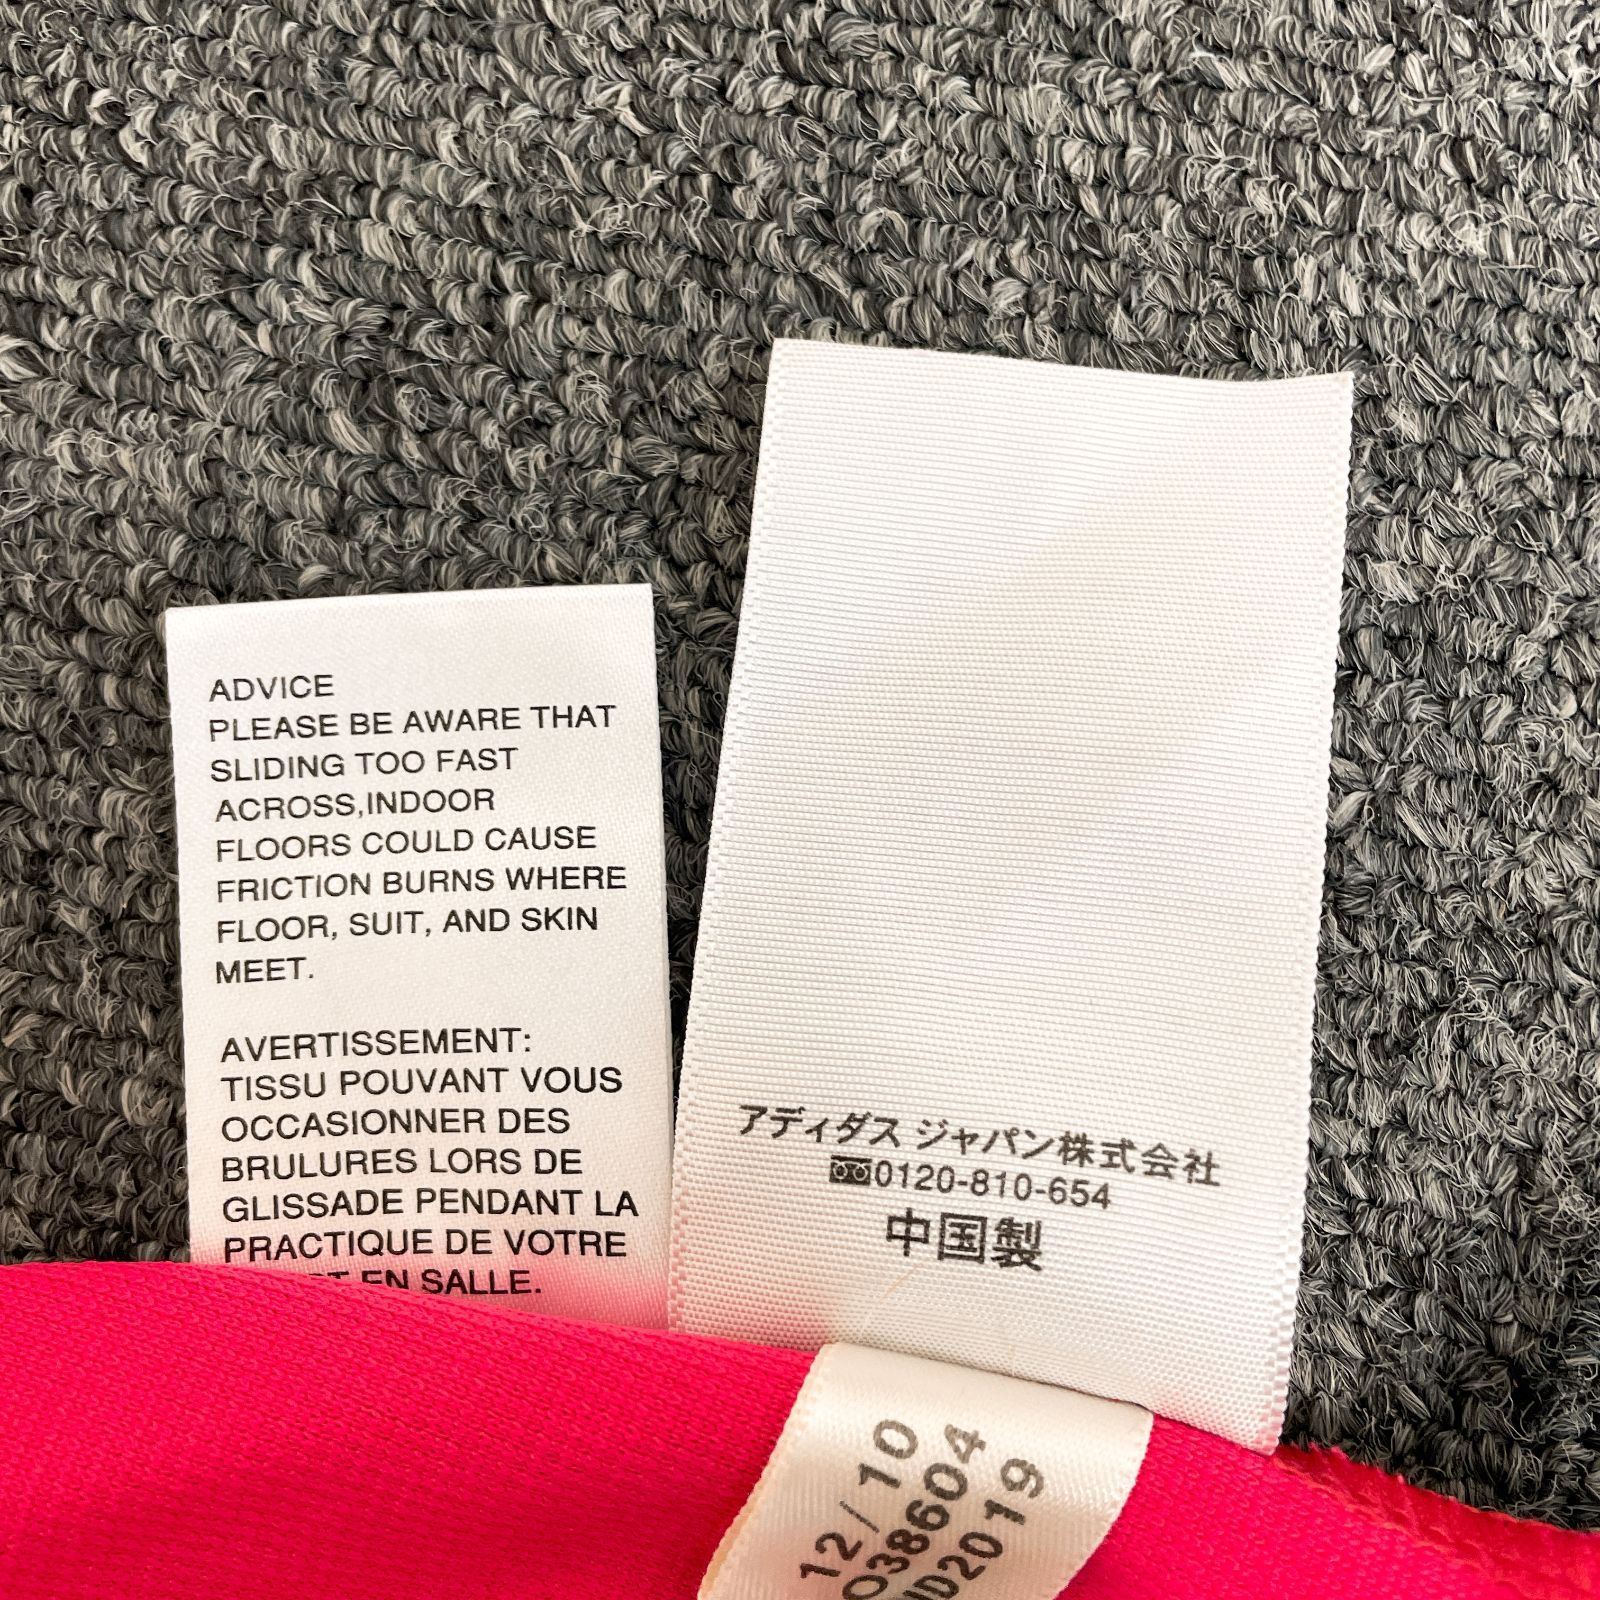 ADVICE
PLEASE BE AWARE THAT
SLIDING TOO FAST
ACROSS,INDOOR
FLOORS COULD CAUSE
FRICTION BURNS WHERE
FLOOR, SUIT, AND SKIN
MEET.
AVERTISSEMENT:
TISSU POUVANT VOUS
OCCASIONNER DES
BRULURES LORS DE
GLISSADE PENDANT LA
PRACTIQUE DE VOTRE
EN SALLE.
アディダス ジャパン株式会社
0120-810-654
中国製
12/10
038604
D2019